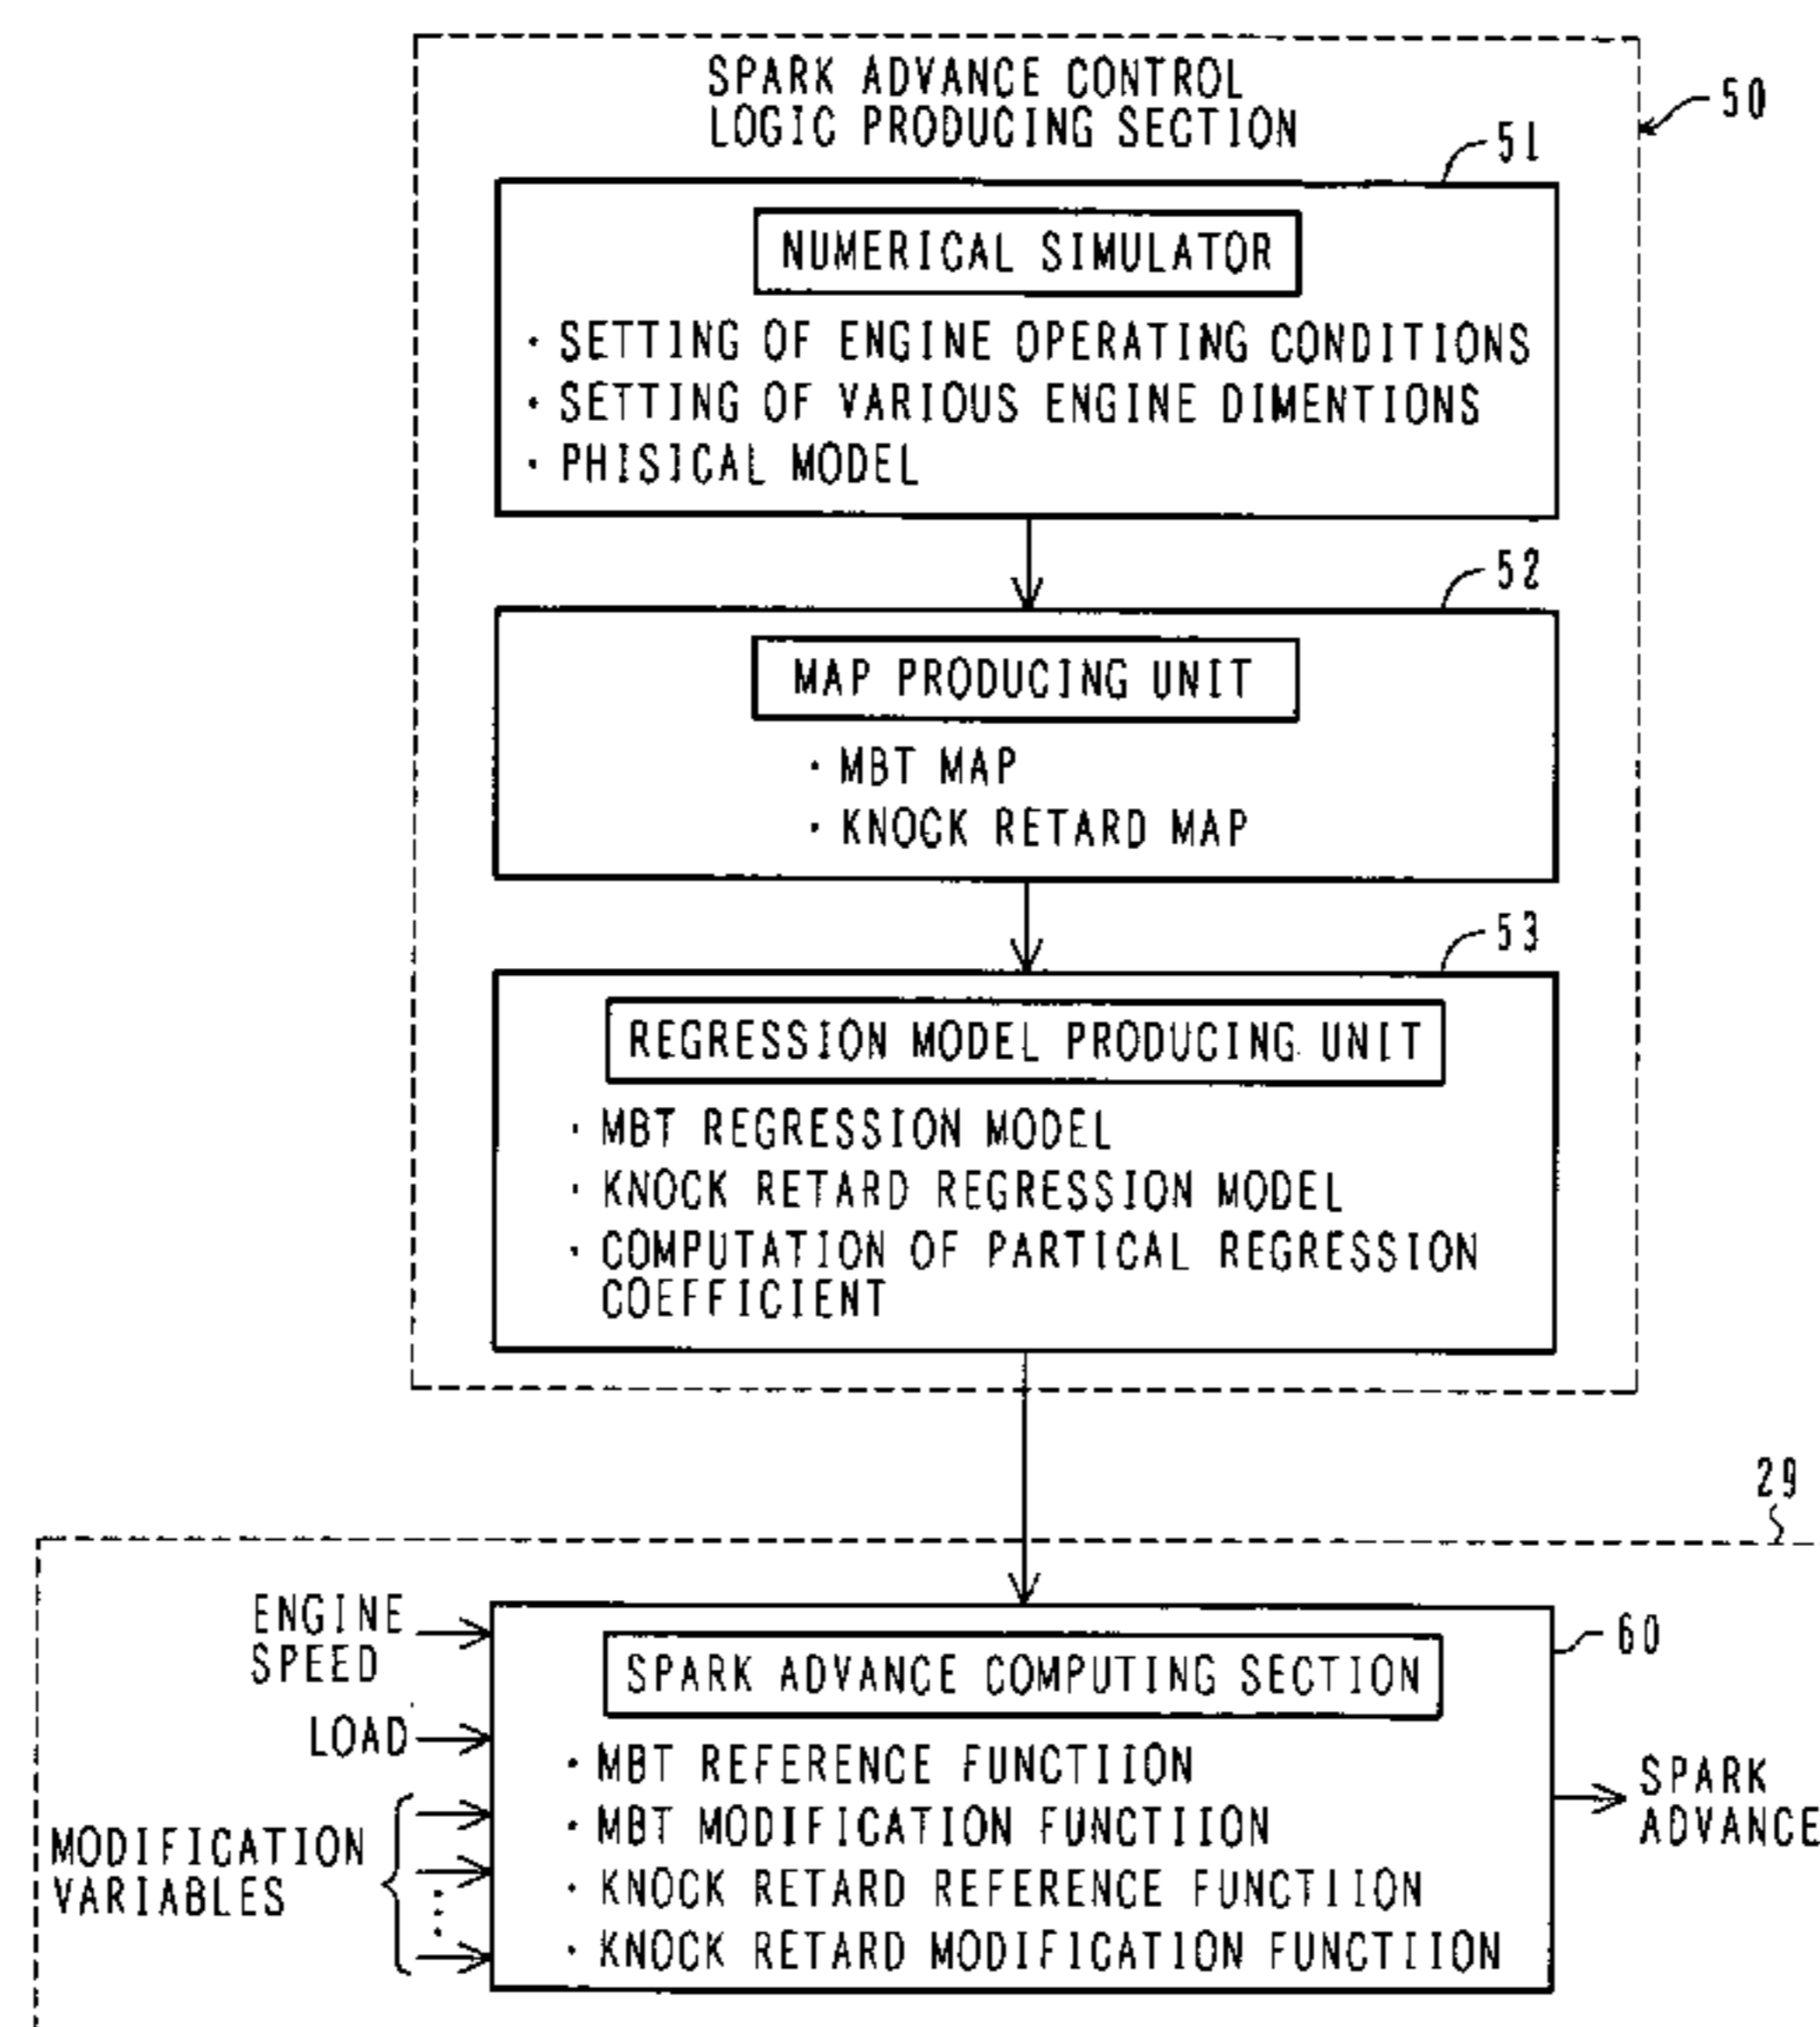 SPARK ADVANCE CONTROL
LOGIC PRODUCING SECTION
50
51
NUMERICAL SIMULATOR
· SETTING OF ENGINE OPERATING CONDITIONS
· SETTING OF VARIOUS ENGINE DIMENTIONS
· PHISICAL MODEL
52
MAP PRODUCING UNIT
· MBT MAP
· KNOCK RETARD MAP
53
REGRESSION MODEL PRODUCING UNIT
· MBT REGRESSION MODEL
· KNOCK RETARD REGRESSION MODEL
· COMPUTATION OF PARTICAL REGRESSION
COEFFICIENT
29
ENGINE
SPEED
LOAD
MODIFICATION
VARIABLES
60
SPARK ADVANCE COMPUTING SECTION
· MBT REFERENCE FUNCTIION
· MBT MODIFICATION FUNCTIION
· KNOCK RETARD REFERENCE FUNCTIION
· KNOCK RETARD MODIFICATION FUNCTIION
SPARK
ADVANCE